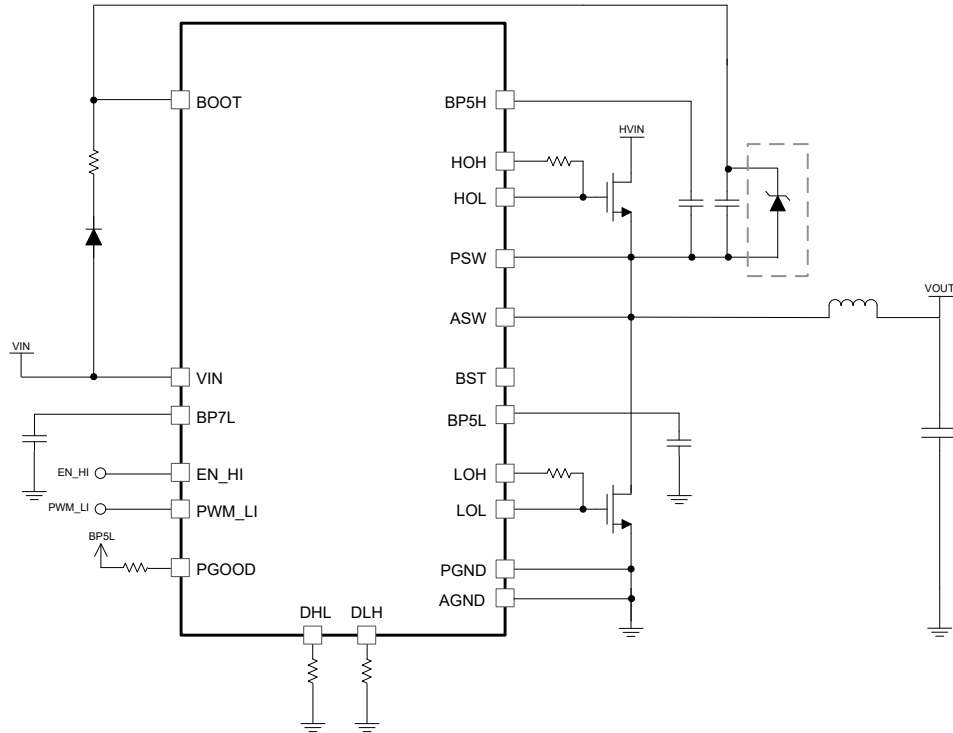 BOOT
BP5H
HVIN
HOH
HOL
PSW
VOUT
ASW
VIN
VIN
BST
BP7L
BP5L
EN_HI
EN_HI
LOH
PWM_LI
PWM_LI
LOL
BP5L
PGOOD
PGND
AGND
DHL
DLH